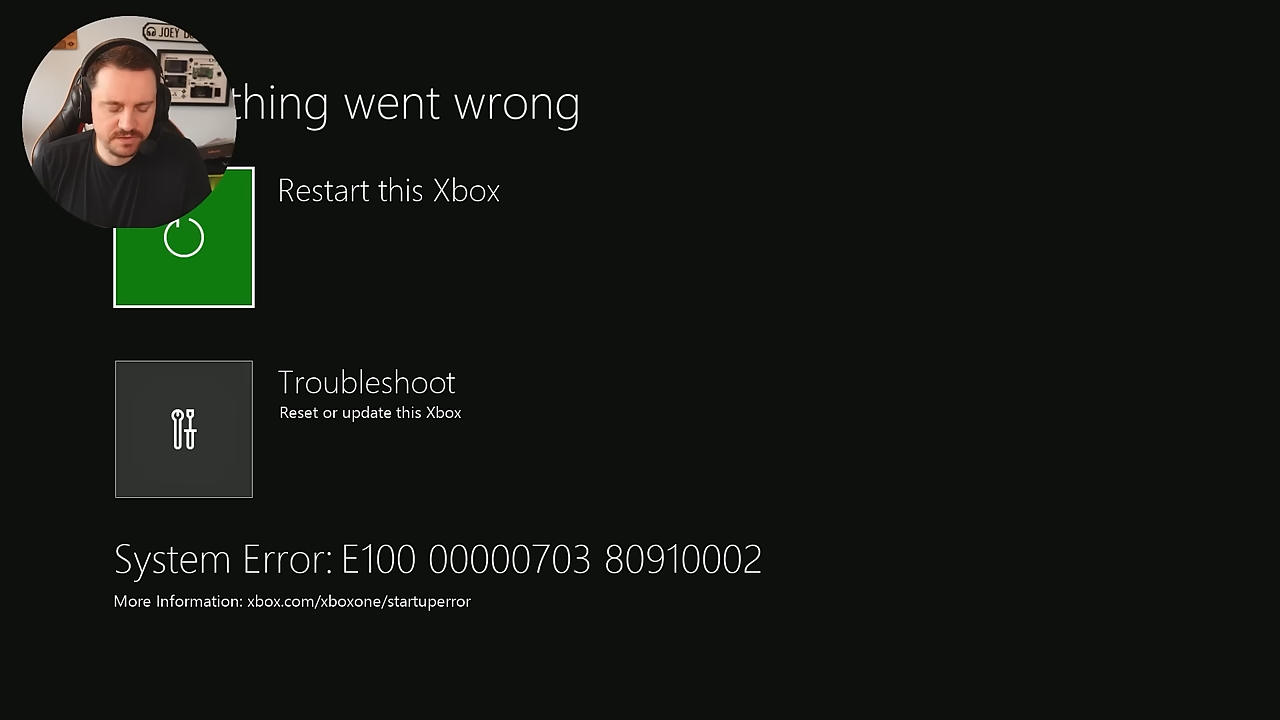 JOEY D
thing went wrong
Restart this Xbox
Troubleshoot
Reset or update this Xbox
System Error: E100 00000703 80910002
More Information: xbox.com/xboxone/startuperror